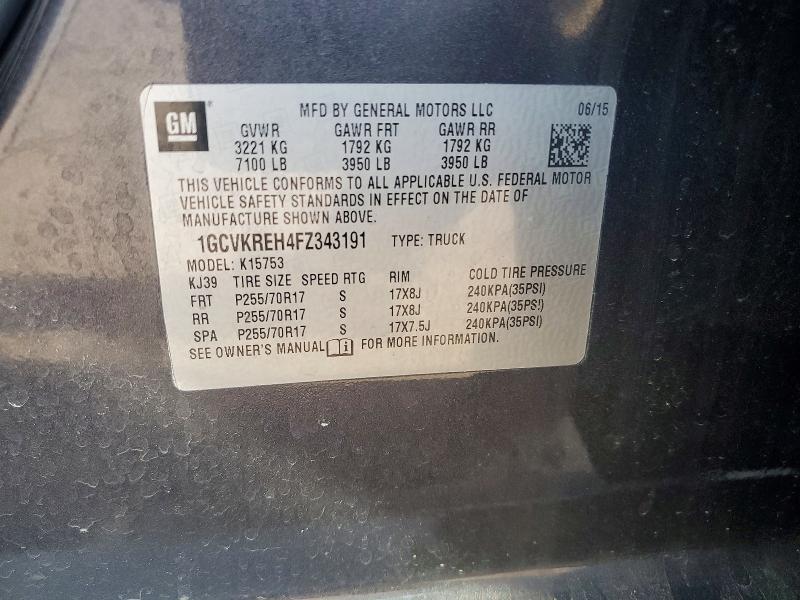 GM
MFD BY GENERAL MOTORS LLC 06/15
GVWR GAWR FRT GAWR RR
3221 KG 1792 KG 1792 KG
7100 LB 3950 LB 3950 LB
THIS VEHICLE CONFORMS TO ALL APPLICABLE U.S. FEDERAL MOTOR
VEHICLE SAFETY STANDARDS IN EFFECT ON THE DATE OF
MANUFACTURE SHOWN ABOVE.
1GCVKREH4FZ343191 TYPE: TRUCK
MODEL: K15753
KJ39 TIRE SIZE SPEED RTG RIM COLD TIRE PRESSURE
FRT P255/70R17 S 17X8J 240KPA(35PSI)
RR P255/70R17 S 17X8J 240KPA(35PSI)
SPA P255/70R17 S 17X7.5J 240KPA(35PSI)
SEE OWNER'S MANUAL i FOR MORE INFORMATION.